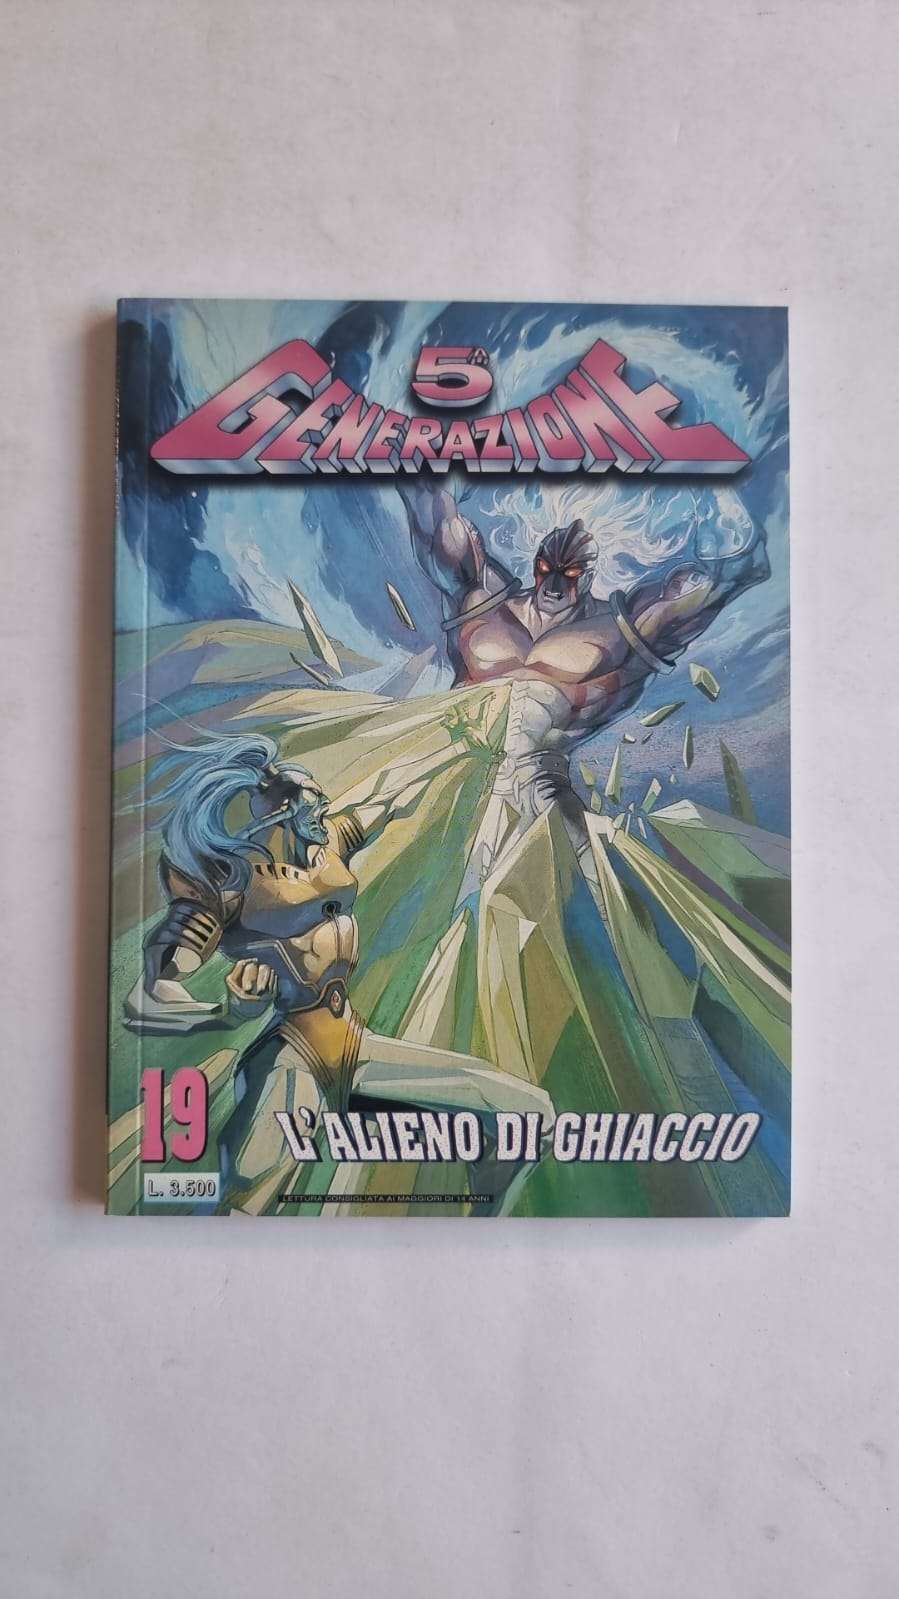 5ᴬ
GENERAZIONE
19
L'ALIENO DI GHIACCIO
L. 3.500
LETTURA CONSIGLIATA AI MAGGIORI DI 14 ANNI